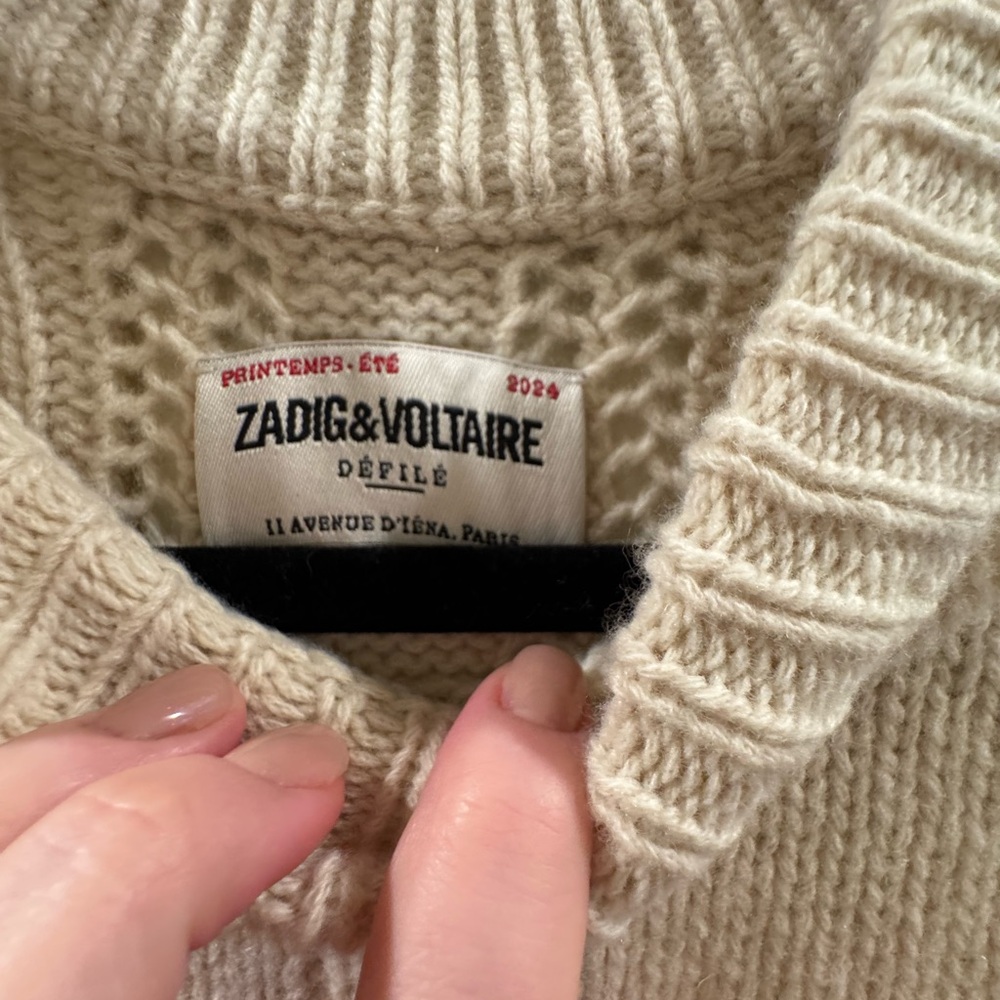 PRINTEMPS·ÉTÉ 2024
ZADIG&VOLTAIRE
DÉFILÉ
11 AVENUE D'IÉNA, PARIS